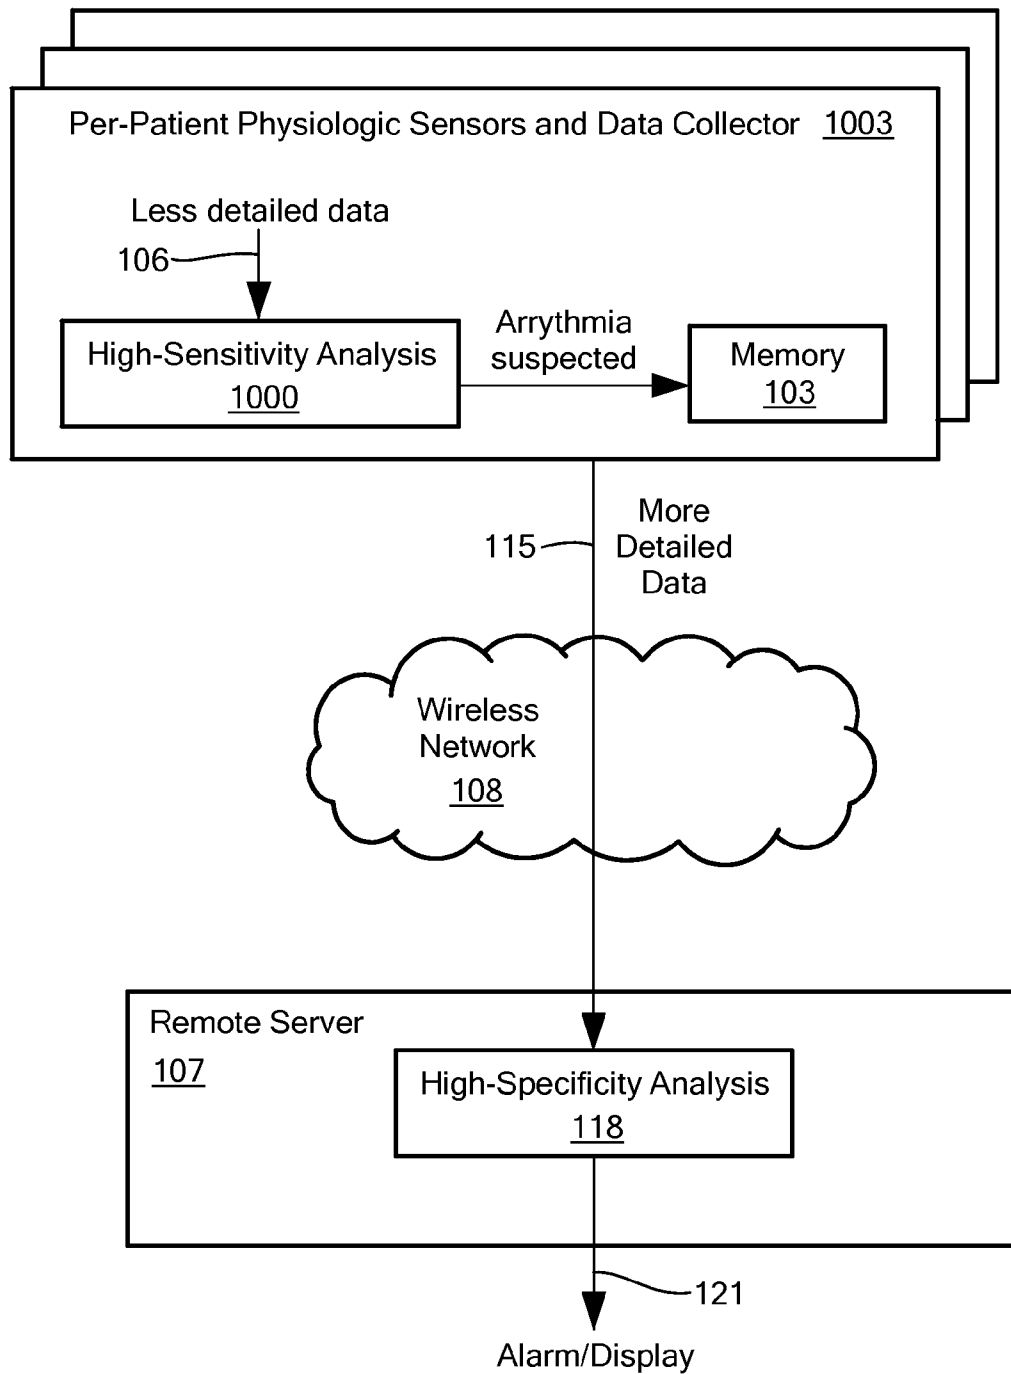 Per-Patient Physiologic Sensors and Data Collector 1003
Less detailed data
106
High-Sensitivity Analysis
1000
Arrythmia
suspected
Memory
103
115
More
Detailed
Data
Wireless
Network
108
Remote Server
107
High-Specificity Analysis
118
121
Alarm/Display